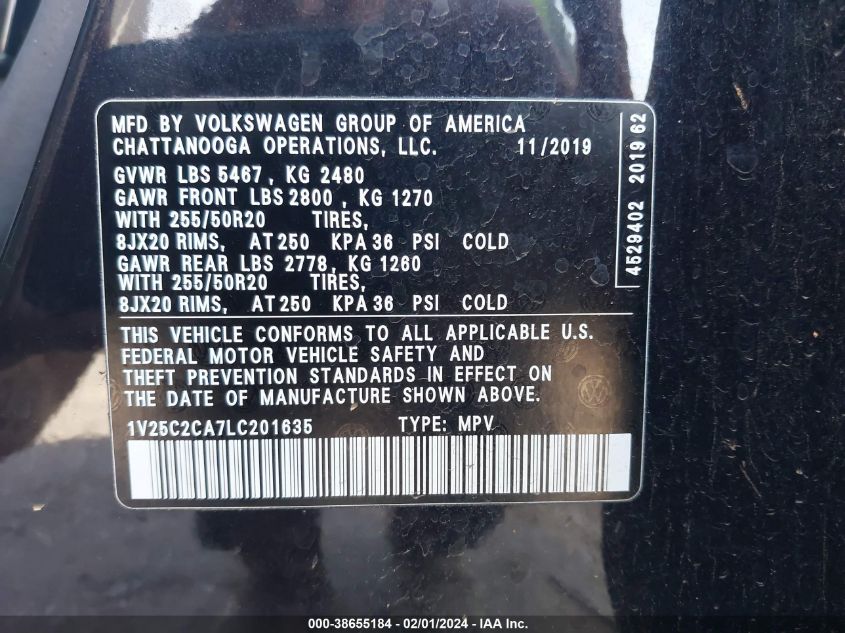 MFD BY VOLKSWAGEN GROUP OF AMERICA
CHATTANOOGA OPERATIONS, LLC. 11/2019
GVWR LBS 5467, KG 2480
GAWR FRONT LBS 2800, KG 1270
WITH 255/50R20 TIRES,
8JX20 RIMS, AT 250 KPA 36 PSI COLD
GAWR REAR LBS 2778, KG 1260
WITH 255/50R20 TIRES,
8JX20 RIMS, AT 250 KPA 36 PSI COLD
THIS VEHICLE CONFORMS TO ALL APPLICABLE U.S.
FEDERAL MOTOR VEHICLE SAFETY AND
THEFT PREVENTION STANDARDS IN EFFECT ON
THE DATE OF MANUFACTURE SHOWN ABOVE.
1V25C2CA7LC201635 TYPE: MPV
4529402 2019 62
000-38655184 - 02/01/2024 - IAA Inc.